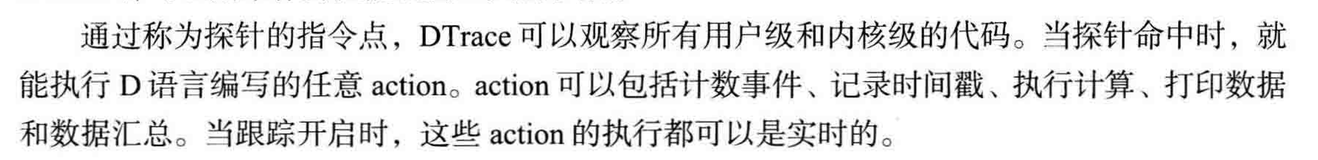 通过称为探针的指令点，DTrace 可以观察所有用户级和内核级的代码。当探针命中时，就
能执行 D 语言编写的任意 action。action 可以包括计数事件、记录时间戳、执行计算、打印数据
和数据汇总。当跟踪开启时，这些 action 的执行都可以是实时的。